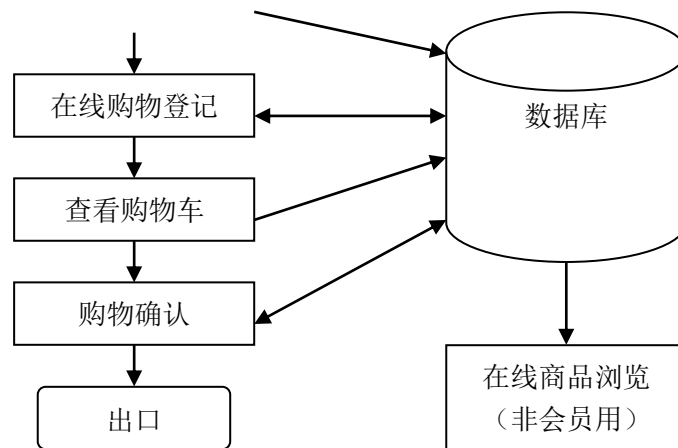 在线购物登记
数据库
查看购物车
购物确认
在线商品浏览
（非会员用）
出口